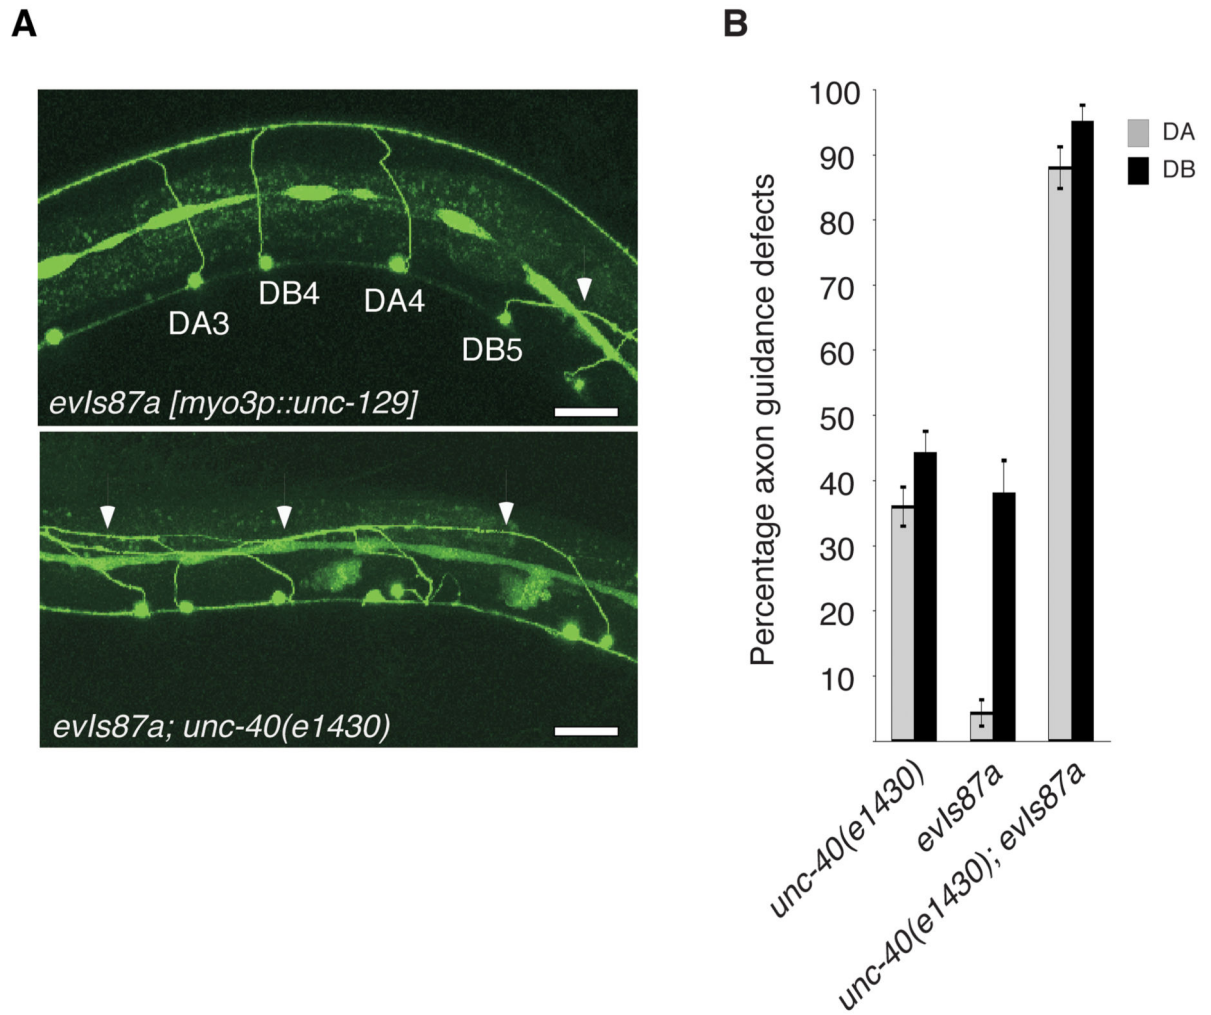 A
DA3
DB4
DA4
DB5
evIs87a [myo3p::unc-129]
evIs87a; unc-40(e1430)
B
Percentage axon guidance defects
100
90
80
70
60
50
40
30
20
10
DA
DB
unc-40(e1430)
evIs87a
unc-40(e1430); evIs87a